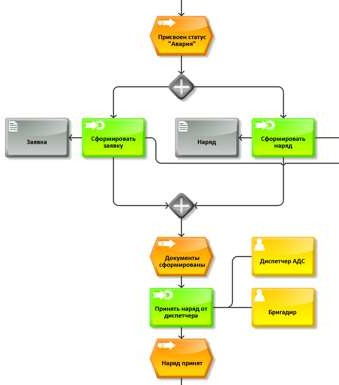 Присвоен статус
"Авария"
Заявка
Сформировать
заявку
Наряд
Сформировать
наряд
Документы
сформированы
Диспетчер АДС
Принять наряд от
диспетчера
Бригадир
Наряд принят